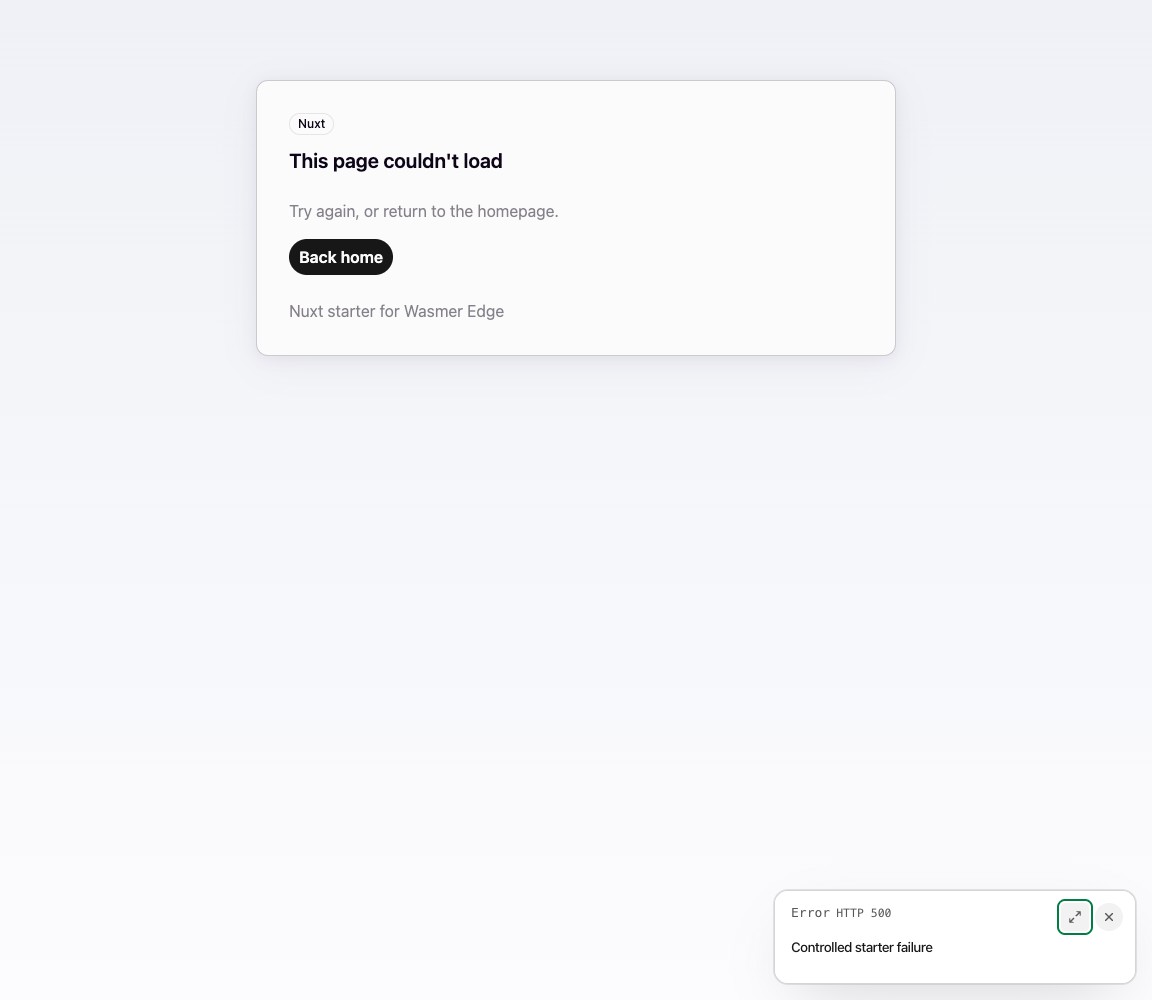 Nuxt
This page couldn't load
Try again, or return to the homepage.
Back home
Nuxt starter for Wasmer Edge
Error HTTP 500
Controlled starter failure